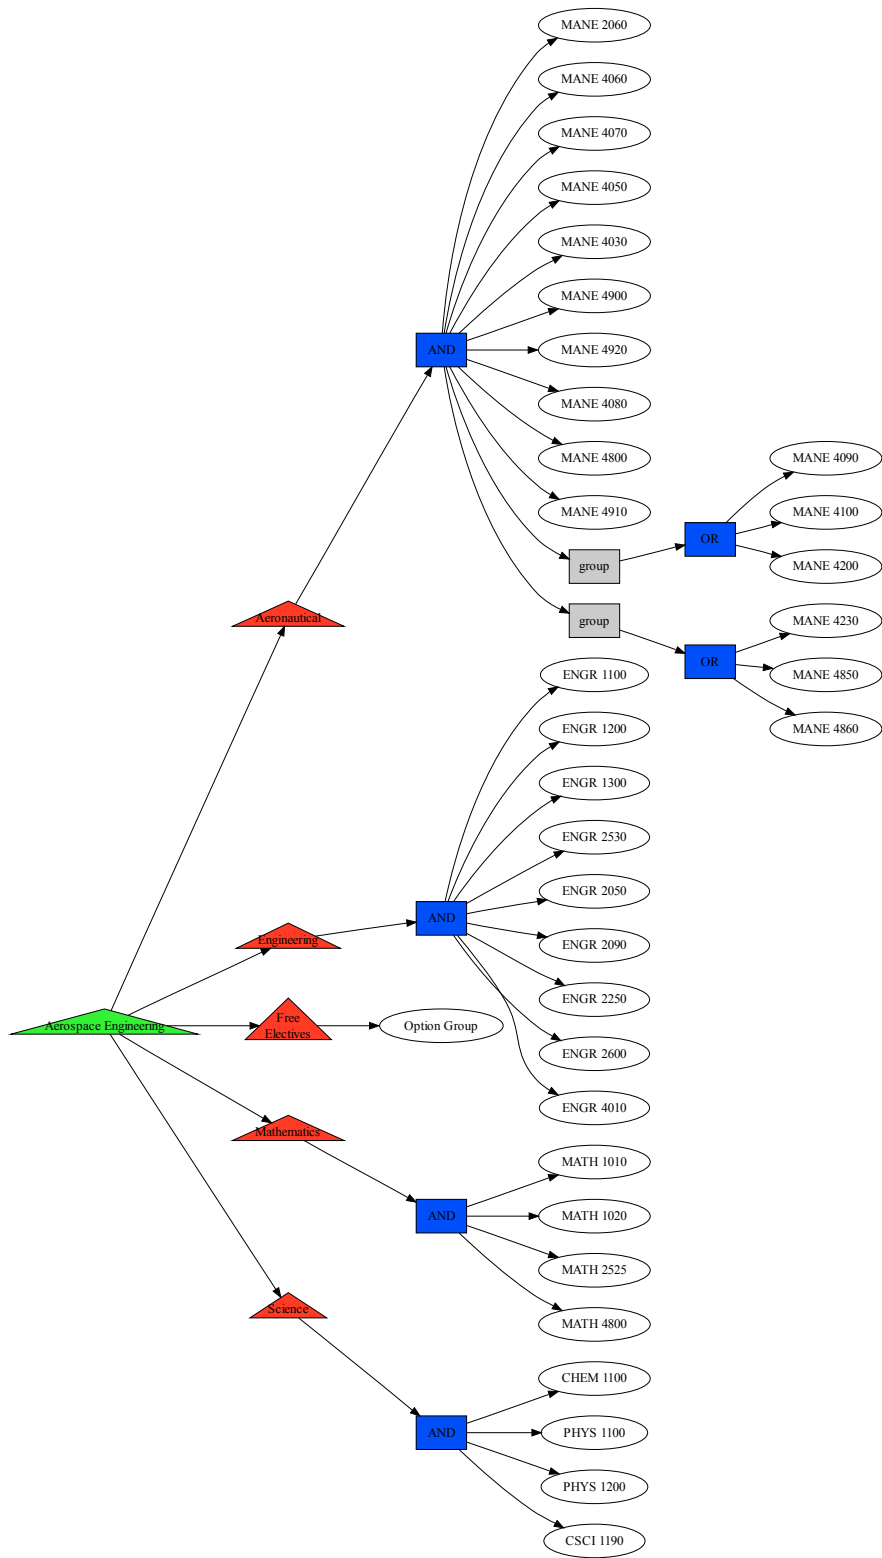 MANE 2060
MANE 4060
MANE 4070
MANE 4050
MANE 4030
MANE 4900
AND
MANE 4920
MANE 4080
MANE 4800
MANE 4090
MANE 4910
MANE 4100
OR
group
MANE 4200
Aeronautical
group
MANE 4230
OR
ENGR 1100
MANE 4850
ENGR 1200
MANE 4860
ENGR 1300
ENGR 2530
ENGR 2050
AND
Engineering
ENGR 2090
ENGR 2250
Aerospace Engineering
Free
Electives
Option Group
ENGR 2600
ENGR 4010
Mathematics
MATH 1010
AND
MATH 1020
MATH 2525
Science
MATH 4800
CHEM 1100
AND
PHYS 1100
PHYS 1200
CSCI 1190